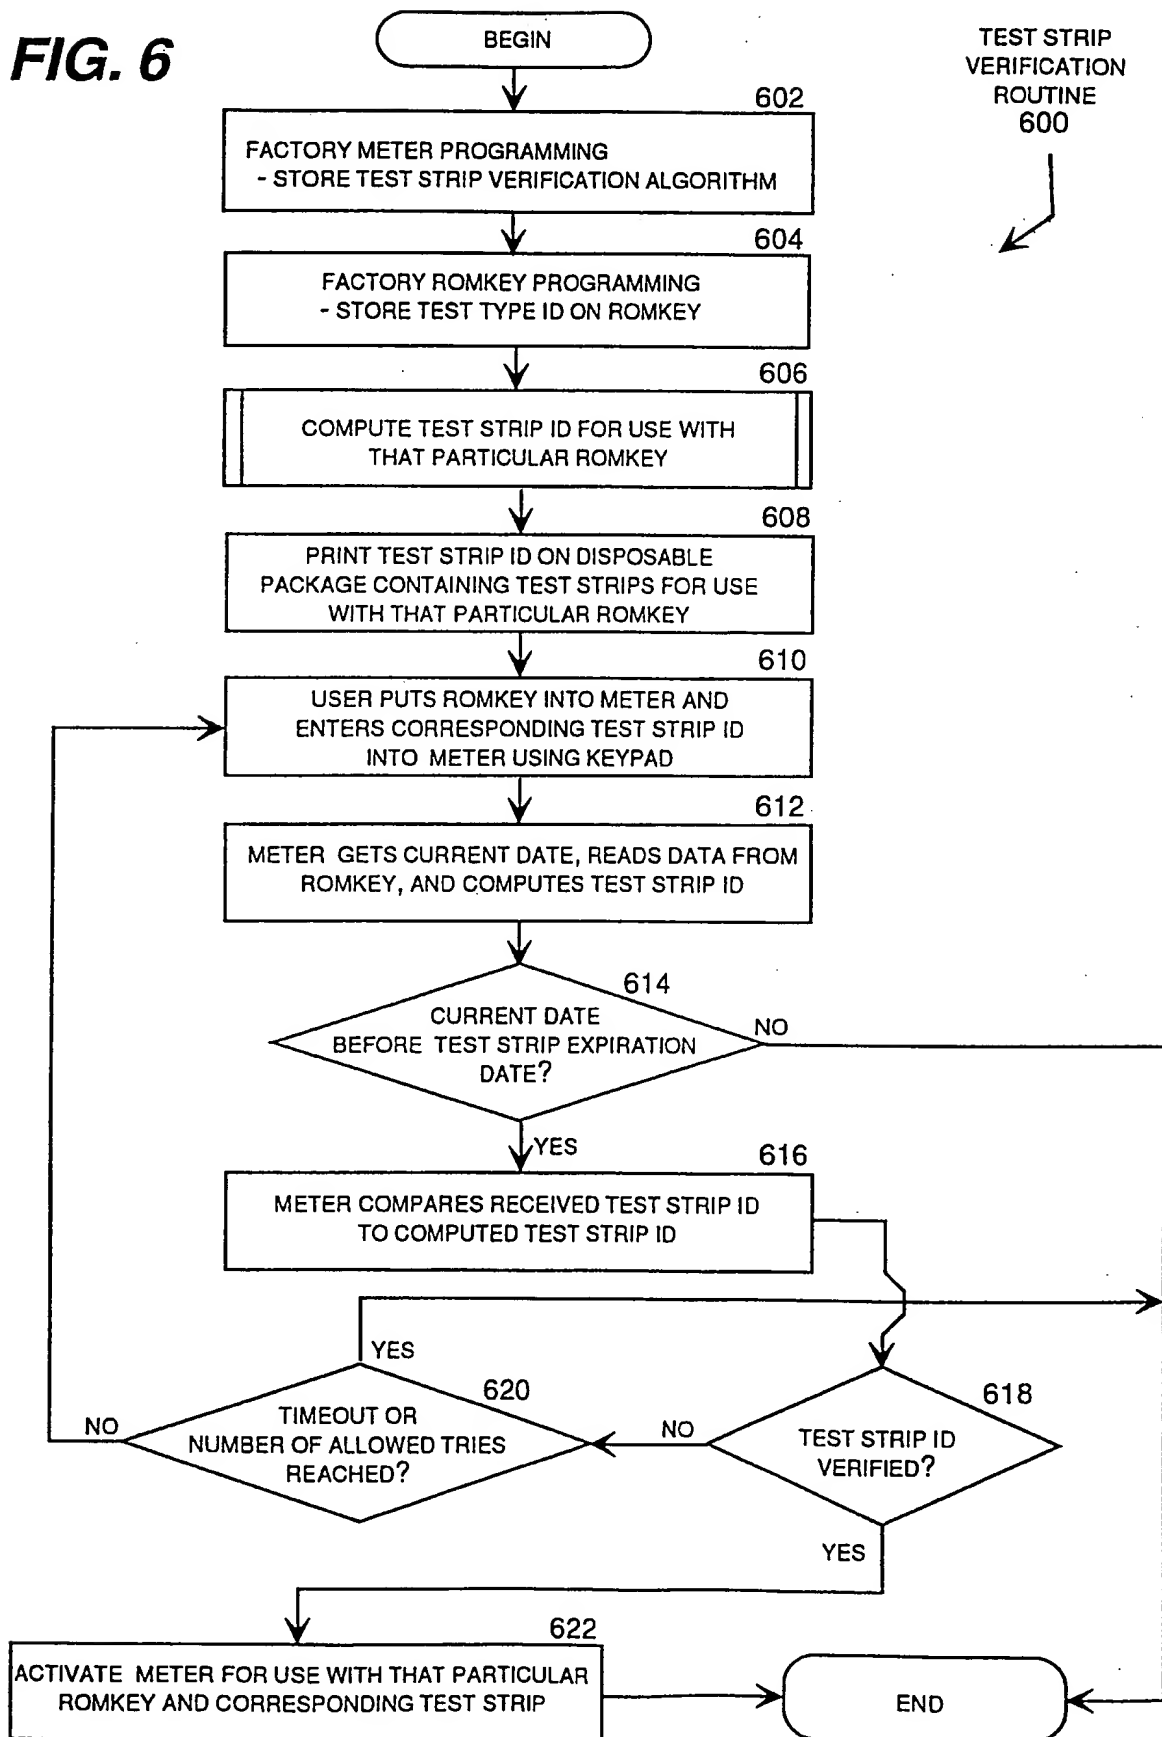 FIG. 6
BEGIN
TEST STRIP
VERIFICATION
ROUTINE
600
602
FACTORY METER PROGRAMMING
- STORE TEST STRIP VERIFICATION ALGORITHM
604
FACTORY ROMKEY PROGRAMMING
- STORE TEST TYPE ID ON ROMKEY
606
COMPUTE TEST STRIP ID FOR USE WITH
THAT PARTICULAR ROMKEY
608
PRINT TEST STRIP ID ON DISPOSABLE
PACKAGE CONTAINING TEST STRIPS FOR USE
WITH THAT PARTICULAR ROMKEY
610
USER PUTS ROMKEY INTO METER AND
ENTERS CORRESPONDING TEST STRIP ID
INTO METER USING KEYPAD
612
METER GETS CURRENT DATE, READS DATA FROM
ROMKEY, AND COMPUTES TEST STRIP ID
614
CURRENT DATE
BEFORE TEST STRIP EXPIRATION
DATE?
NO
YES
616
METER COMPARES RECEIVED TEST STRIP ID
TO COMPUTED TEST STRIP ID
YES
620
TIMEOUT OR
NUMBER OF ALLOWED TRIES
REACHED?
NO
NO
618
TEST STRIP ID
VERIFIED?
YES
622
ACTIVATE METER FOR USE WITH THAT PARTICULAR
ROMKEY AND CORRESPONDING TEST STRIP
END